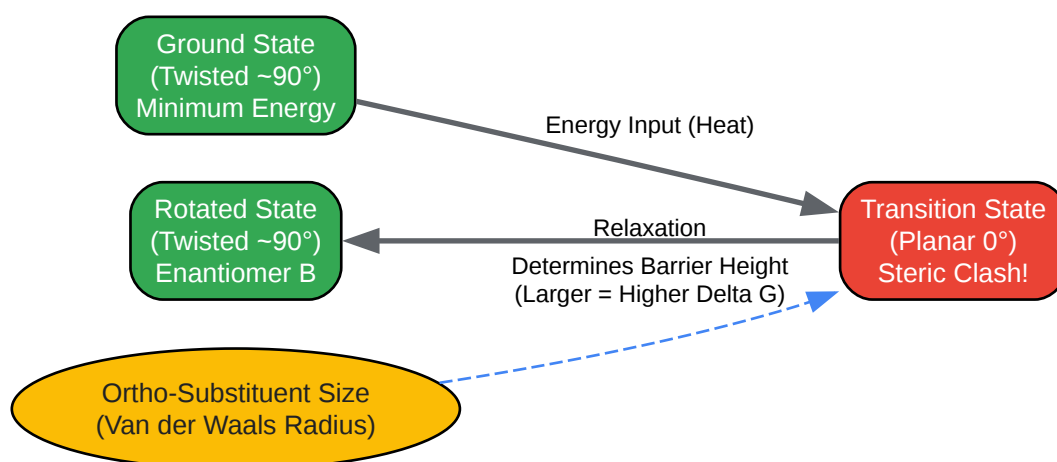 Ground State
(Twisted ~90°)
Minimum Energy
Energy Input (Heat)
Rotated State
(Twisted ~90°)
Enantiomer B
Relaxation
Transition State
(Planar 0°)
Steric Clash!
Determines Barrier Height
(Larger = Higher Delta G)
Ortho-Substituent Size
(Van der Waals Radius)